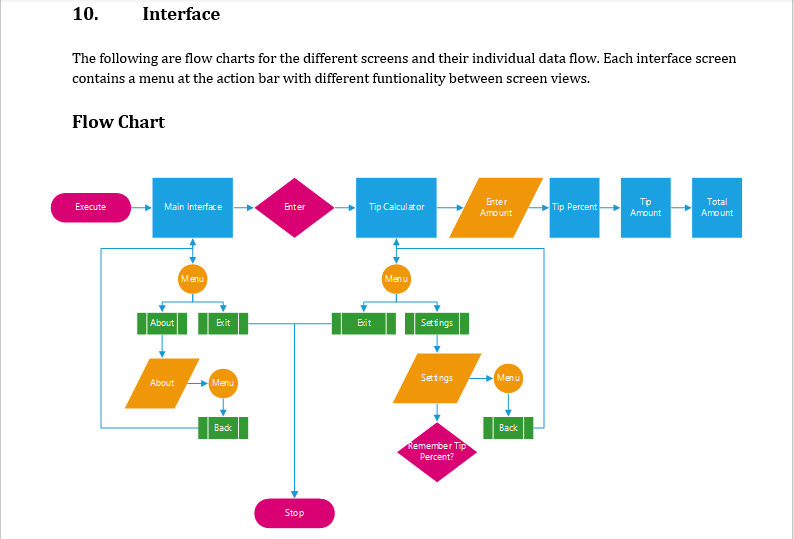 10. Interface
The following are flow charts for the different screens and their individual data flow. Each interface screen
contains a menu at the action bar with different funtionality between screen views.
Flow Chart
Execute
Main Interface
Enter
Tip Calculator
Enter
Amount
Tip Percent
Tip
Amount
Total
Amount
Menu
Menu
About
Exit
Exit
Settings
About
Menu
Settings
Menu
Back
Back
Remember Tip
Percent?
Stop